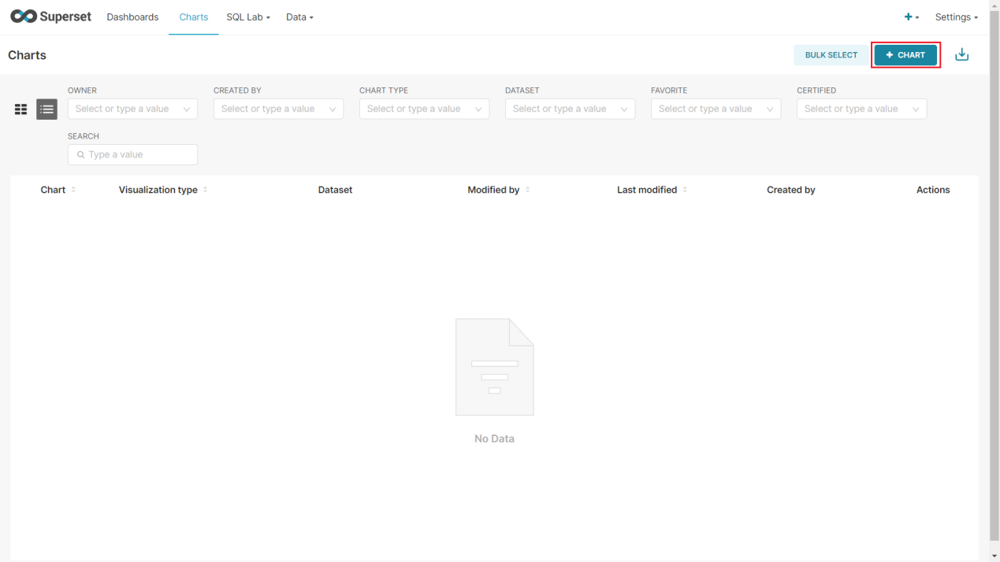 Superset Dashboards Charts SQL Lab Data + Settings
Charts
BULK SELECT + CHART
OWNER CREATED BY CHART TYPE DATASET FAVORITE CERTIFIED
Select or type a value Select or type a value Select or type a value Select or type a value Select or type a value Select or type a value
SEARCH
Type a value
Chart Visualization type Dataset Modified by Last modified Created by Actions
No Data